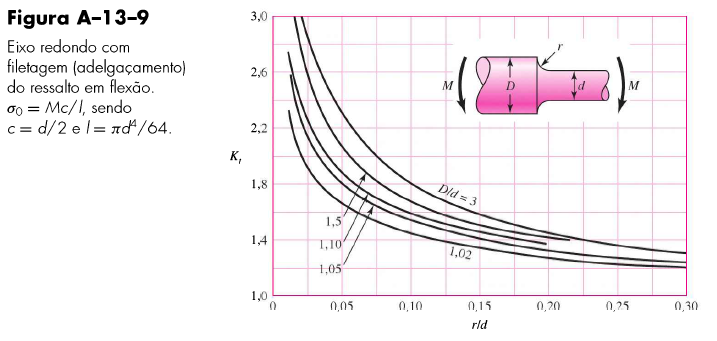 Figura A–13–9
Eixo redondo com
filetagem (adelgaçamento)
do ressalto em flexão.
σ₀ = Mc/I, sendo
c = d/2 e I = πd⁴/64.
3,0
2,6
2,2
1,8
1,4
1,0
Kₜ
r
M
D
d
M
D/d = 3
1,5
1,10
1,05
1,02
0
0,05
0,10
0,15
0,20
0,25
0,30
r/d